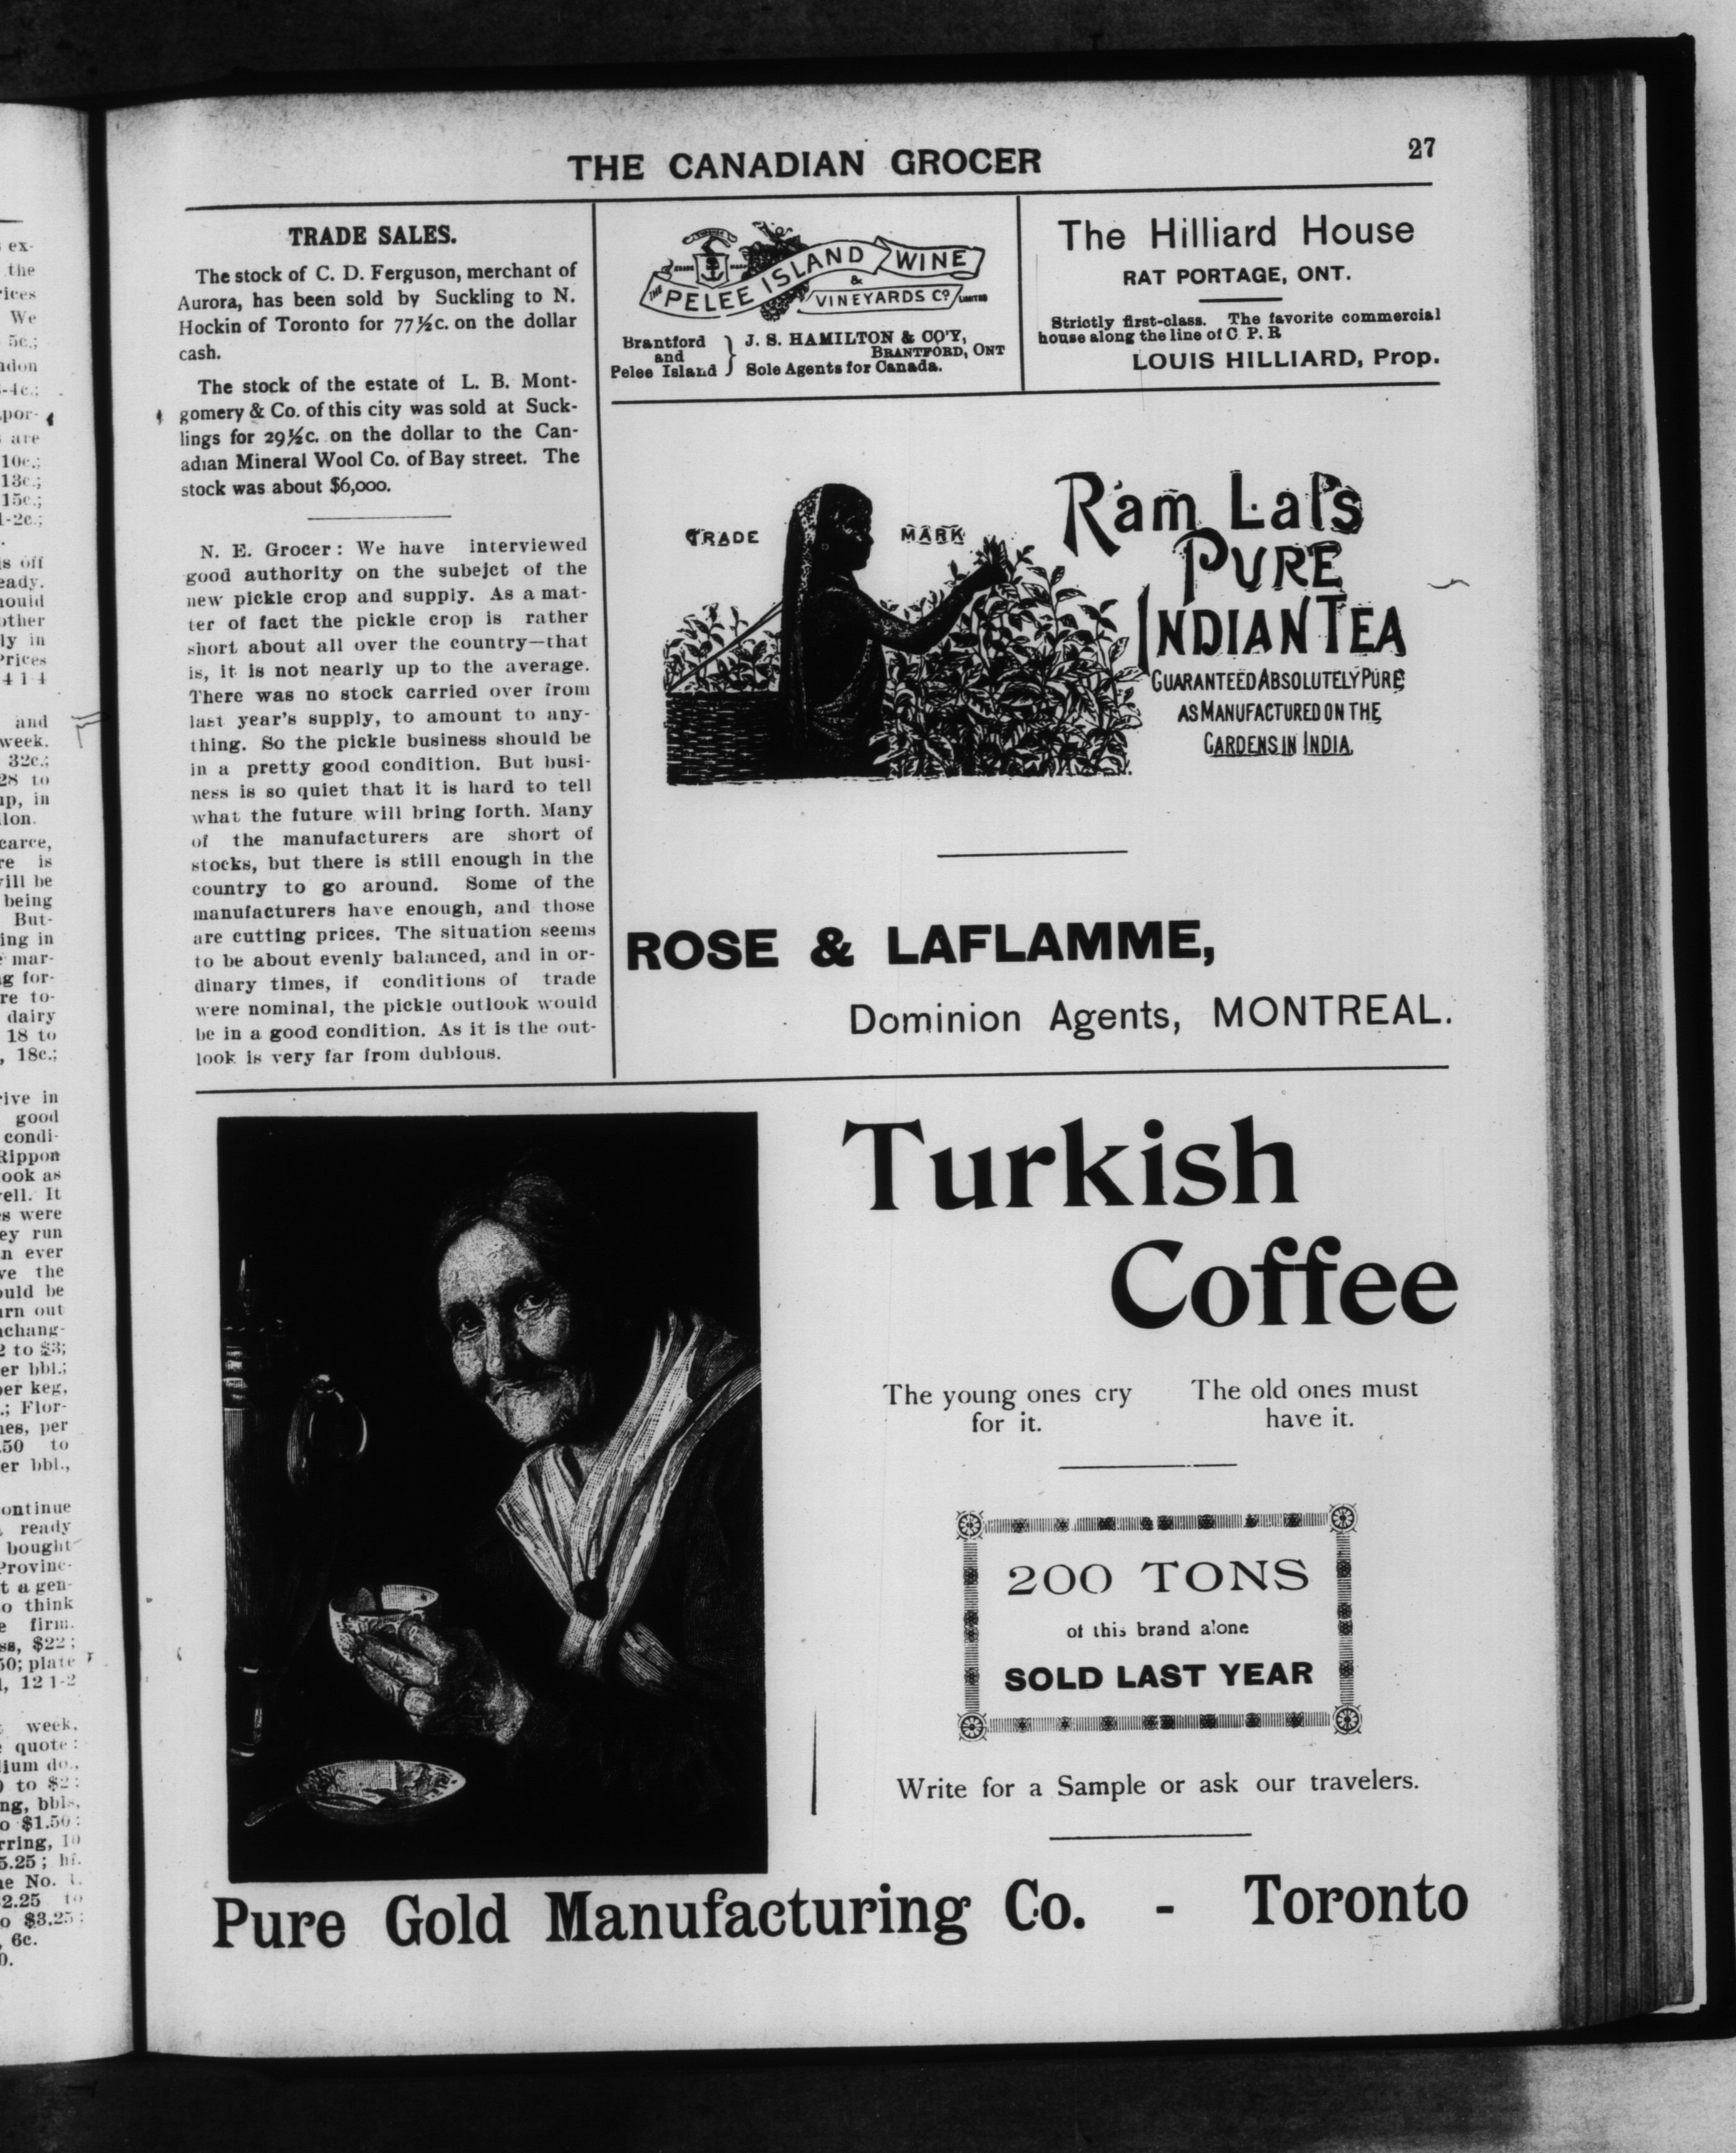 THE CANADIAN GROCER
27
TRADE SALES.
The stock of C. D. Ferguson, merchant of
Aurora, has been sold by Suckling to N.
Hockin of Toronto for 77½c. on the dollar
cash.
The stock of the estate of L. B. Mont-
gomery & Co. of this city was sold at Suck-
lings for 29½c. on the dollar to the Can-
adian Mineral Wool Co. of Bay street. The
stock was about $6,000.
N. E. Grocer: We have interviewed
good authority on the subejct of the
new pickle crop and supply. As a mat-
ter of fact the pickle crop is rather
short about all over the country—that
is, it is not nearly up to the average.
There was no stock carried over from
last year's supply, to amount to any-
thing. So the pickle business should be
in a pretty good condition. But busi-
ness is so quiet that it is hard to tell
what the future will bring forth. Many
of the manufacturers are short of
stocks, but there is still enough in the
country to go around. Some of the
manufacturers have enough, and those
are cutting prices. The situation seems
to be about evenly balanced, and in or-
dinary times, if conditions of trade
were nominal, the pickle outlook would
be in a good condition. As it is the out-
look is very far from dubious.
TRADE MARK
THE PELEE ISLAND WINE
&
VINEYARDS CO LIMITED
Brantford
and
Pelee Island
J. S. HAMILTON & CO'Y,
BRANTFORD, ONT
Sole Agents for Canada.
The Hilliard House
RAT PORTAGE, ONT.
Strictly first-class. The favorite commercial
house along the line of C. P. R
LOUIS HILLIARD, Prop.
TRADE MARK
Ram Lal's
PURE
INDIAN TEA
GUARANTEED ABSOLUTELY PURE
AS MANUFACTURED ON THE
GARDENS IN INDIA.
ROSE & LAFLAMME,
Dominion Agents, MONTREAL.
Turkish
Coffee
The young ones cry
for it.
The old ones must
have it.
200 TONS
of this brand alone
SOLD LAST YEAR
Write for a Sample or ask our travelers.
Pure Gold Manufacturing Co. - Toronto